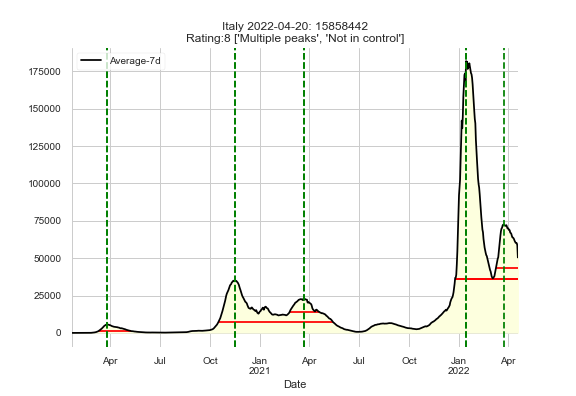 Italy 2022-04-20: 15858442
Rating:8 ['Multiple peaks', 'Not in control']
Average-7d
175000
150000
125000
100000
75000
50000
25000
0
Apr Jul Oct Jan Apr Jul Oct Jan Apr
2021 2022
Date